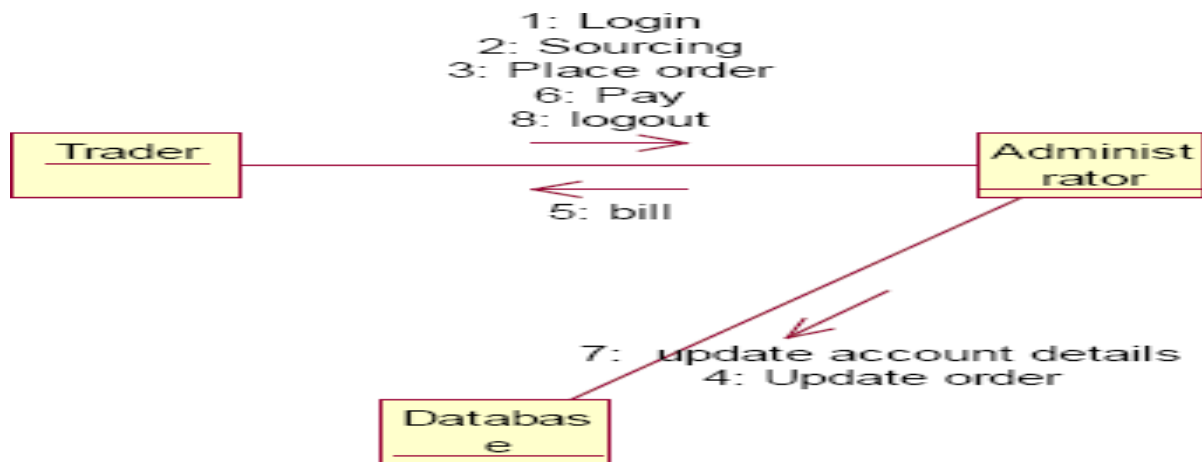 1: Login
2: Sourcing
3: Place order
6: Pay
8: logout
Trader
Administ
rator
5: bill
7: update account details
4: Update order
Databas
e